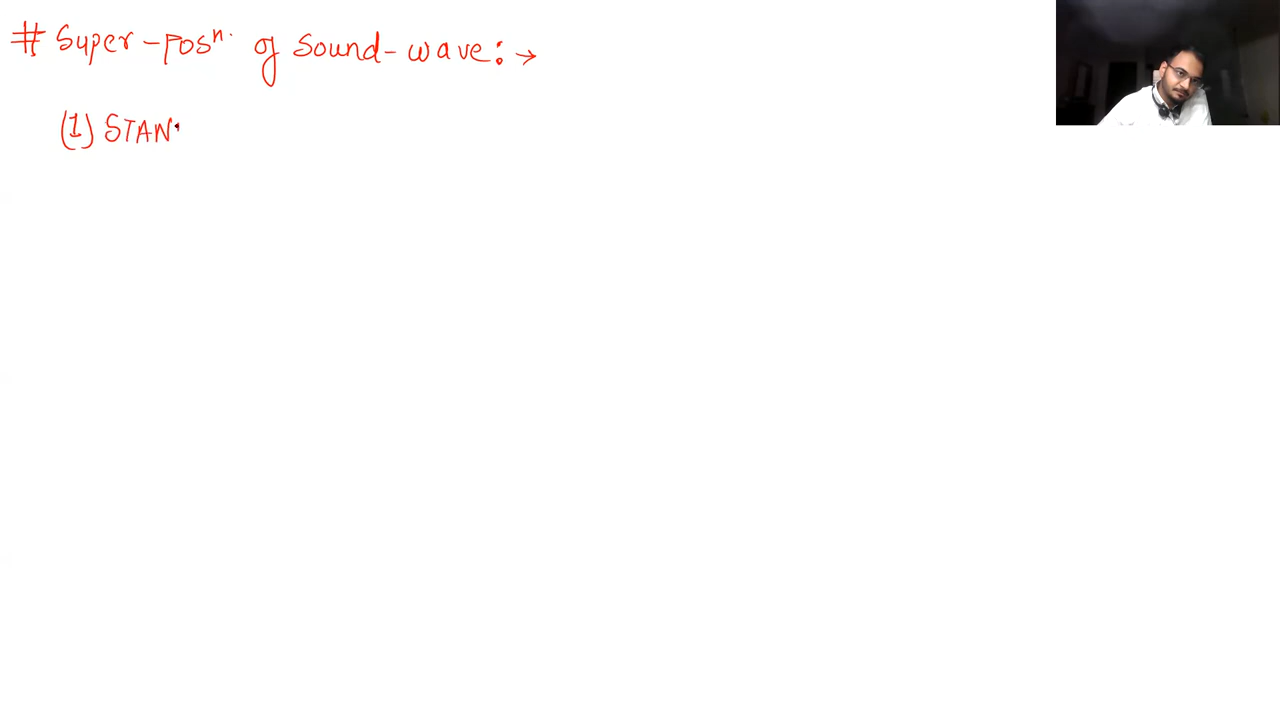 # Super-Posⁿ. of Sound-wave:→
(1) STAN